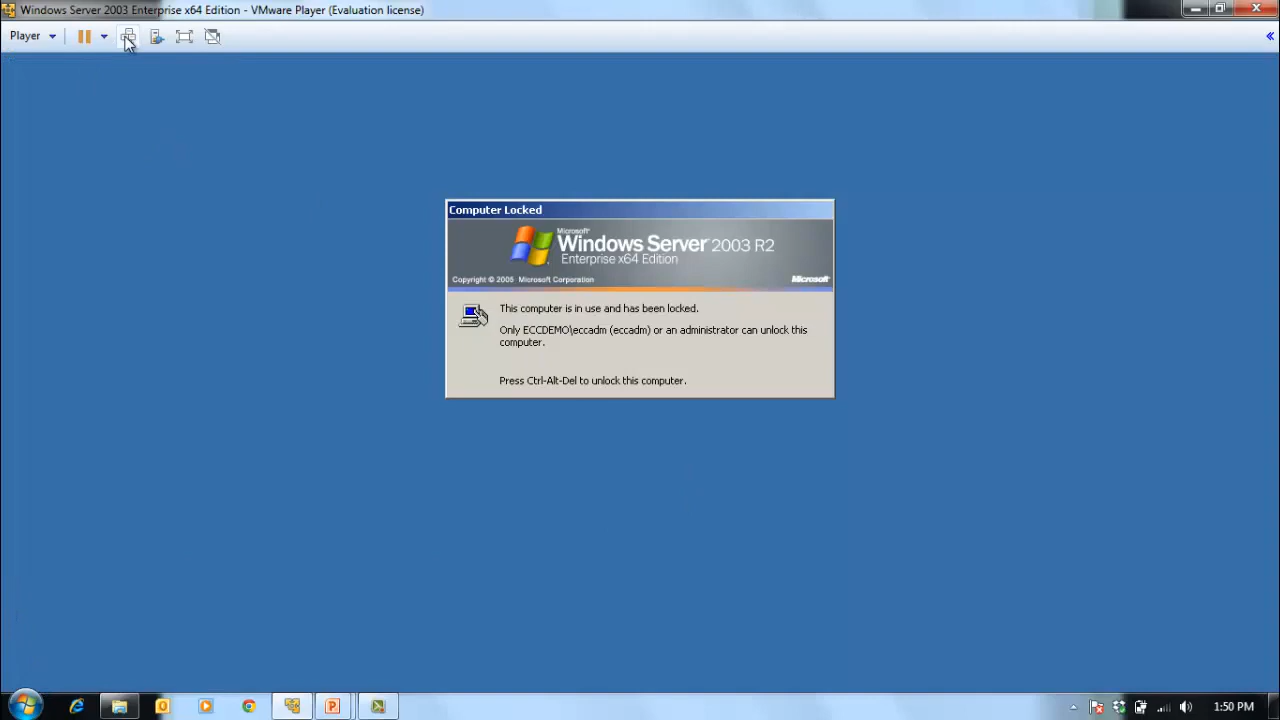 Windows Server 2003 Enterprise x64 Edition - VMware Player (Evaluation license)
Player
Computer Locked
Microsoft
Windows Server 2003 R2
Enterprise x64 Edition
Copyright © 2005 Microsoft Corporation
Microsoft
This computer is in use and has been locked.
Only ECCDEMO\eccadm (eccadm) or an administrator can unlock this
computer.
Press Ctrl-Alt-Del to unlock this computer.
1:50 PM